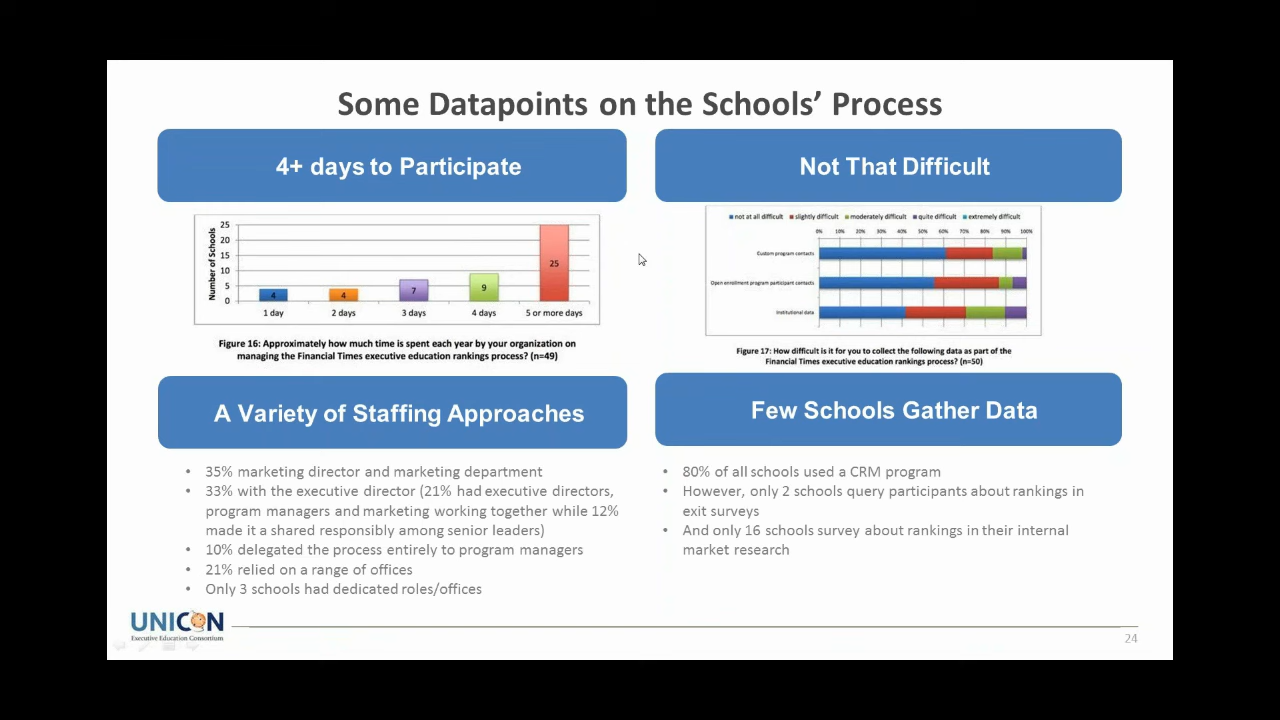 Some Datapoints on the Schools’ Process
4+ days to Participate
Number of Schools
25
20
15
10
5
0
4
4
7
9
25
1 day
2 days
3 days
4 days
5 or more days
Figure 16: Approximately how much time is spent each year by your organization on
managing the Financial Times executive education rankings process? (n=49)
Not That Difficult
not at all difficult slightly difficult moderately difficult quite difficult extremely difficult
0% 10% 20% 30% 40% 50% 60% 70% 80% 90% 100%
Custom program contacts
Open enrollment program participant contacts
Institutional data
Figure 17: How difficult is it for you to collect the following data as part of the
Financial Times executive education rankings process? (n=50)
A Variety of Staffing Approaches
• 35% marketing director and marketing department
• 33% with the executive director (21% had executive directors,
program managers and marketing working together while 12%
made it a shared responsibly among senior leaders)
• 10% delegated the process entirely to program managers
• 21% relied on a range of offices
• Only 3 schools had dedicated roles/offices
Few Schools Gather Data
• 80% of all schools used a CRM program
• However, only 2 schools query participants about rankings in
exit surveys
• And only 16 schools survey about rankings in their internal
market research
UNICON
Executive Education Consortium
24